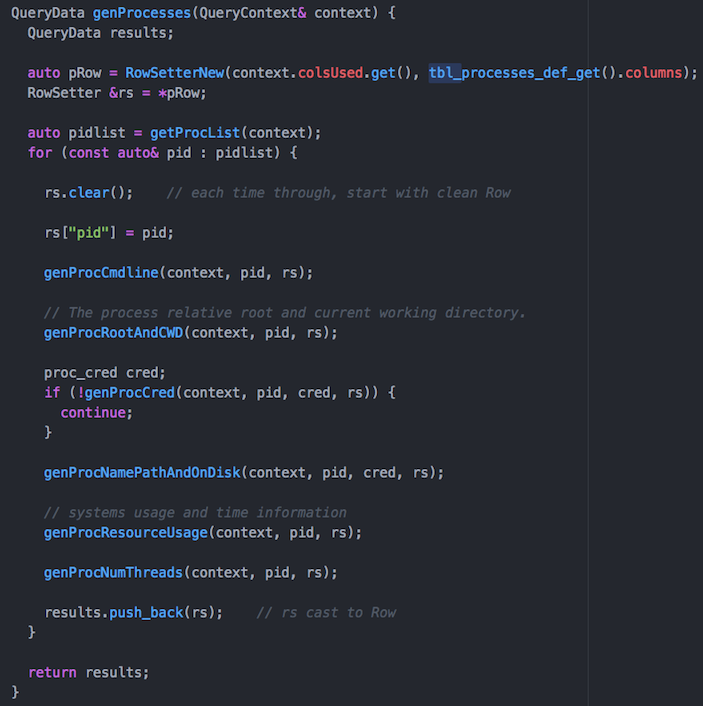 QueryData genProcesses(QueryContext& context) {
  QueryData results;
  auto pRow = RowSetterNew(context.colsUsed.get(), tbl_processes_def_get().columns);
  RowSetter &rs = *pRow;
  auto pidlist = getProcList(context);
  for (const auto& pid : pidlist) {
    rs.clear();    // each time through, start with clean Row
    rs["pid"] = pid;
    genProcCmdline(context, pid, rs);
    // The process relative root and current working directory.
    genProcRootAndCWD(context, pid, rs);
    proc_cred cred;
    if (!genProcCred(context, pid, cred, rs)) {
      continue;
    }
    genProcNamePathAndOnDisk(context, pid, cred, rs);
    // systems usage and time information
    genProcResourceUsage(context, pid, rs);
    genProcNumThreads(context, pid, rs);
    results.push_back(rs);    // rs cast to Row
  }
  return results;
}